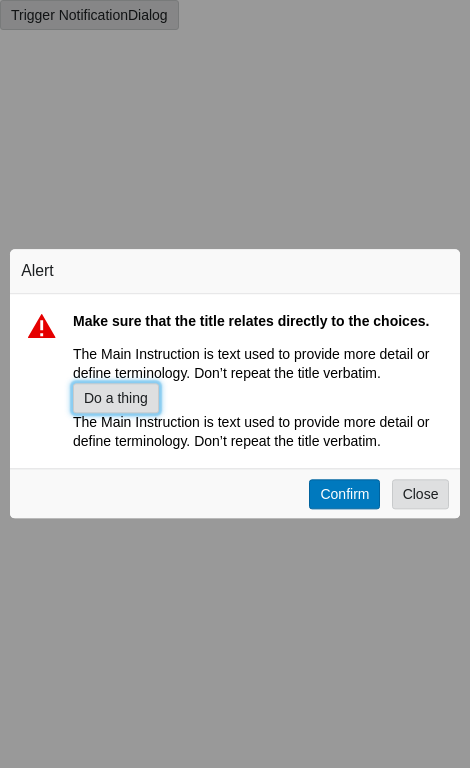 Trigger NotificationDialog
Alert
Make sure that the title relates directly to the choices.
The Main Instruction is text used to provide more detail or
define terminology. Don’t repeat the title verbatim.
Do a thing
The Main Instruction is text used to provide more detail or
define terminology. Don’t repeat the title verbatim.
Confirm Close